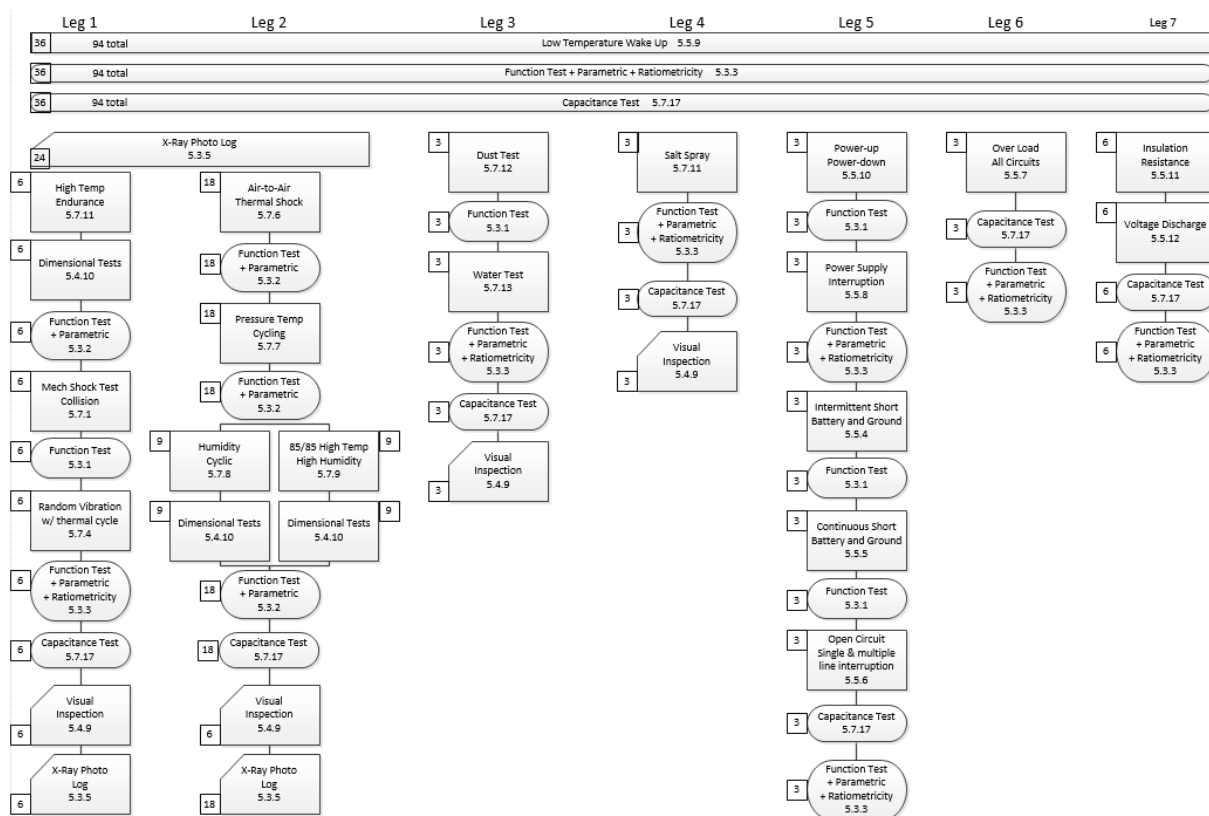 Leg 1
Leg 2
Leg 3
Leg 4
Leg 5
Leg 6
Leg 7
36 94 total Low Temperature Wake Up 5.5.9
36 94 total Function Test + Parametric + Ratiometricity 5.3.3
36 94 total Capacitance Test 5.7.17
X-Ray Photo Log
5.3.5
24
6
High Temp
Endurance
5.7.11
6
Dimensional Tests
5.4.10
6
Function Test
+ Parametric
5.3.2
6
Mech Shock Test
Collision
5.7.1
6
Function Test
5.3.1
6
Random Vibration
w/ thermal cycle
5.7.4
6
Function Test
+ Parametric
+ Ratiometricity
5.3.3
6
Capacitance Test
5.7.17
Visual
Inspection
5.4.9
6
X-Ray Photo
Log
5.3.5
6
18
Air-to-Air
Thermal Shock
5.7.6
18
Function Test
+ Parametric
5.3.2
18
Pressure Temp
Cycling
5.7.7
18
Function Test
+ Parametric
5.3.2
9
Humidity
Cyclic
5.7.8
85/85 High Temp
High Humidity
5.7.9
9
9
Dimensional Tests
5.4.10
Dimensional Tests
5.4.10
9
18
Function Test
+ Parametric
5.3.2
18
Capacitance Test
5.7.17
Visual
Inspection
5.4.9
6
X-Ray Photo
Log
5.3.5
18
3
Dust Test
5.7.12
3
Function Test
5.3.1
3
Water Test
5.7.13
3
Function Test
+ Parametric
+ Ratiometricity
5.3.3
3
Capacitance Test
5.7.17
Visual
Inspection
5.4.9
3
3
Salt Spray
5.7.11
3
Function Test
+ Parametric
+ Ratiometricity
5.3.3
3
Capacitance Test
5.7.17
Visual
Inspection
5.4.9
3
3
Power-up
Power-down
5.5.10
3
Function Test
5.3.1
3
Power Supply
Interruption
5.5.8
3
Function Test
+ Parametric
+ Ratiometricity
5.3.3
3
Intermittent Short
Battery and Ground
5.5.4
3
Function Test
5.3.1
3
Continuous Short
Battery and Ground
5.5.5
3
Function Test
5.3.1
3
Open Circuit
Single & multiple
line interruption
5.5.6
3
Capacitance Test
5.7.17
3
Function Test
+ Parametric
+ Ratiometricity
5.3.3
3
Over Load
All Circuits
5.5.7
3
Capacitance Test
5.7.17
3
Function Test
+ Parametric
+ Ratiometricity
5.3.3
6
Insulation
Resistance
5.5.11
6
Voltage Discharge
5.5.12
6
Capacitance Test
5.7.17
6
Function Test
+ Parametric
+ Ratiometricity
5.3.3